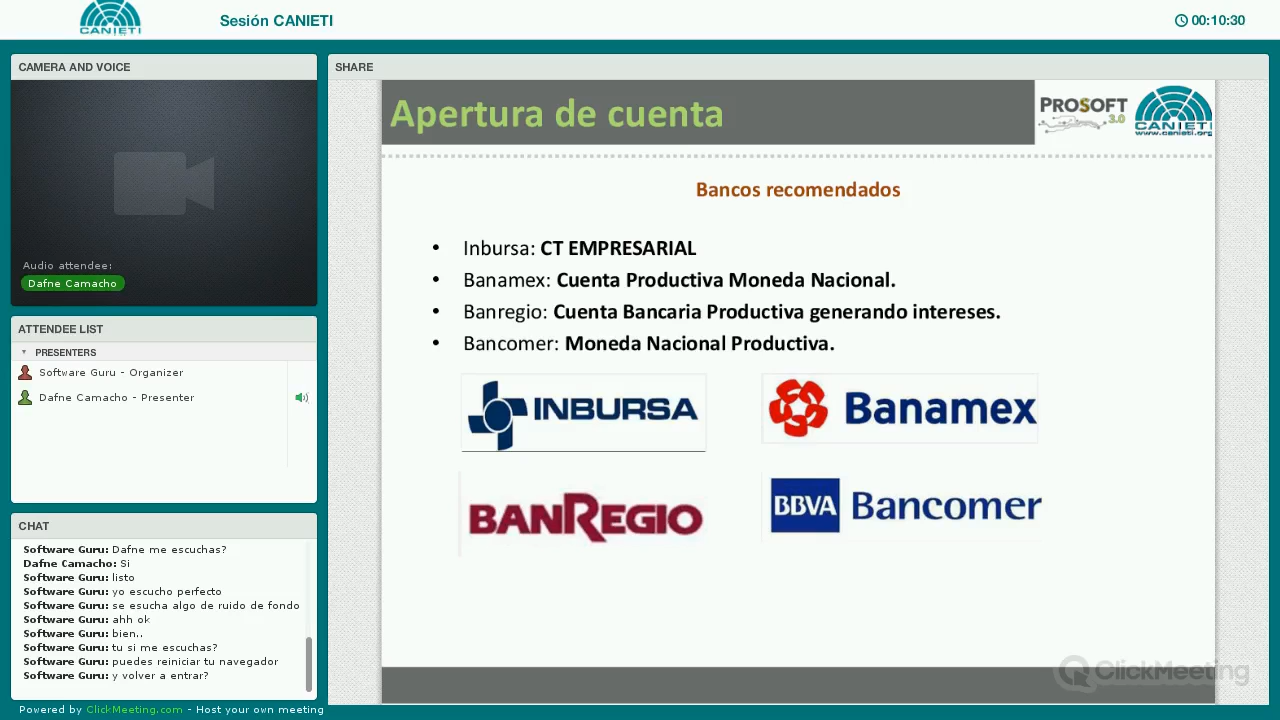 CANIETI
Sesión CANIETI
00:10:30
CAMERA AND VOICE
Audio attendee:
Dafne Camacho
ATTENDEE LIST
PRESENTERS
Software Guru - Organizer
Dafne Camacho - Presenter
CHAT
Software Guru: Dafne me escuchas?
Dafne Camacho: Si
Software Guru: listo
Software Guru: yo escucho perfecto
Software Guru: se esucha algo de ruido de fondo
Software Guru: ahh ok
Software Guru: bien..
Software Guru: tu si me escuchas?
Software Guru: puedes reiniciar tu navegador
Software Guru: y volver a entrar?
Powered by ClickMeeting.com - Host your own meeting
SHARE
Apertura de cuenta
PROSOFT
3.0
CANIETI
www.canieti.org
Bancos recomendados
• Inbursa: CT EMPRESARIAL
• Banamex: Cuenta Productiva Moneda Nacional.
• Banregio: Cuenta Bancaria Productiva generando intereses.
• Bancomer: Moneda Nacional Productiva.
INBURSA
Banamex
BANREGIO
BBVA Bancomer
ClickMeeting